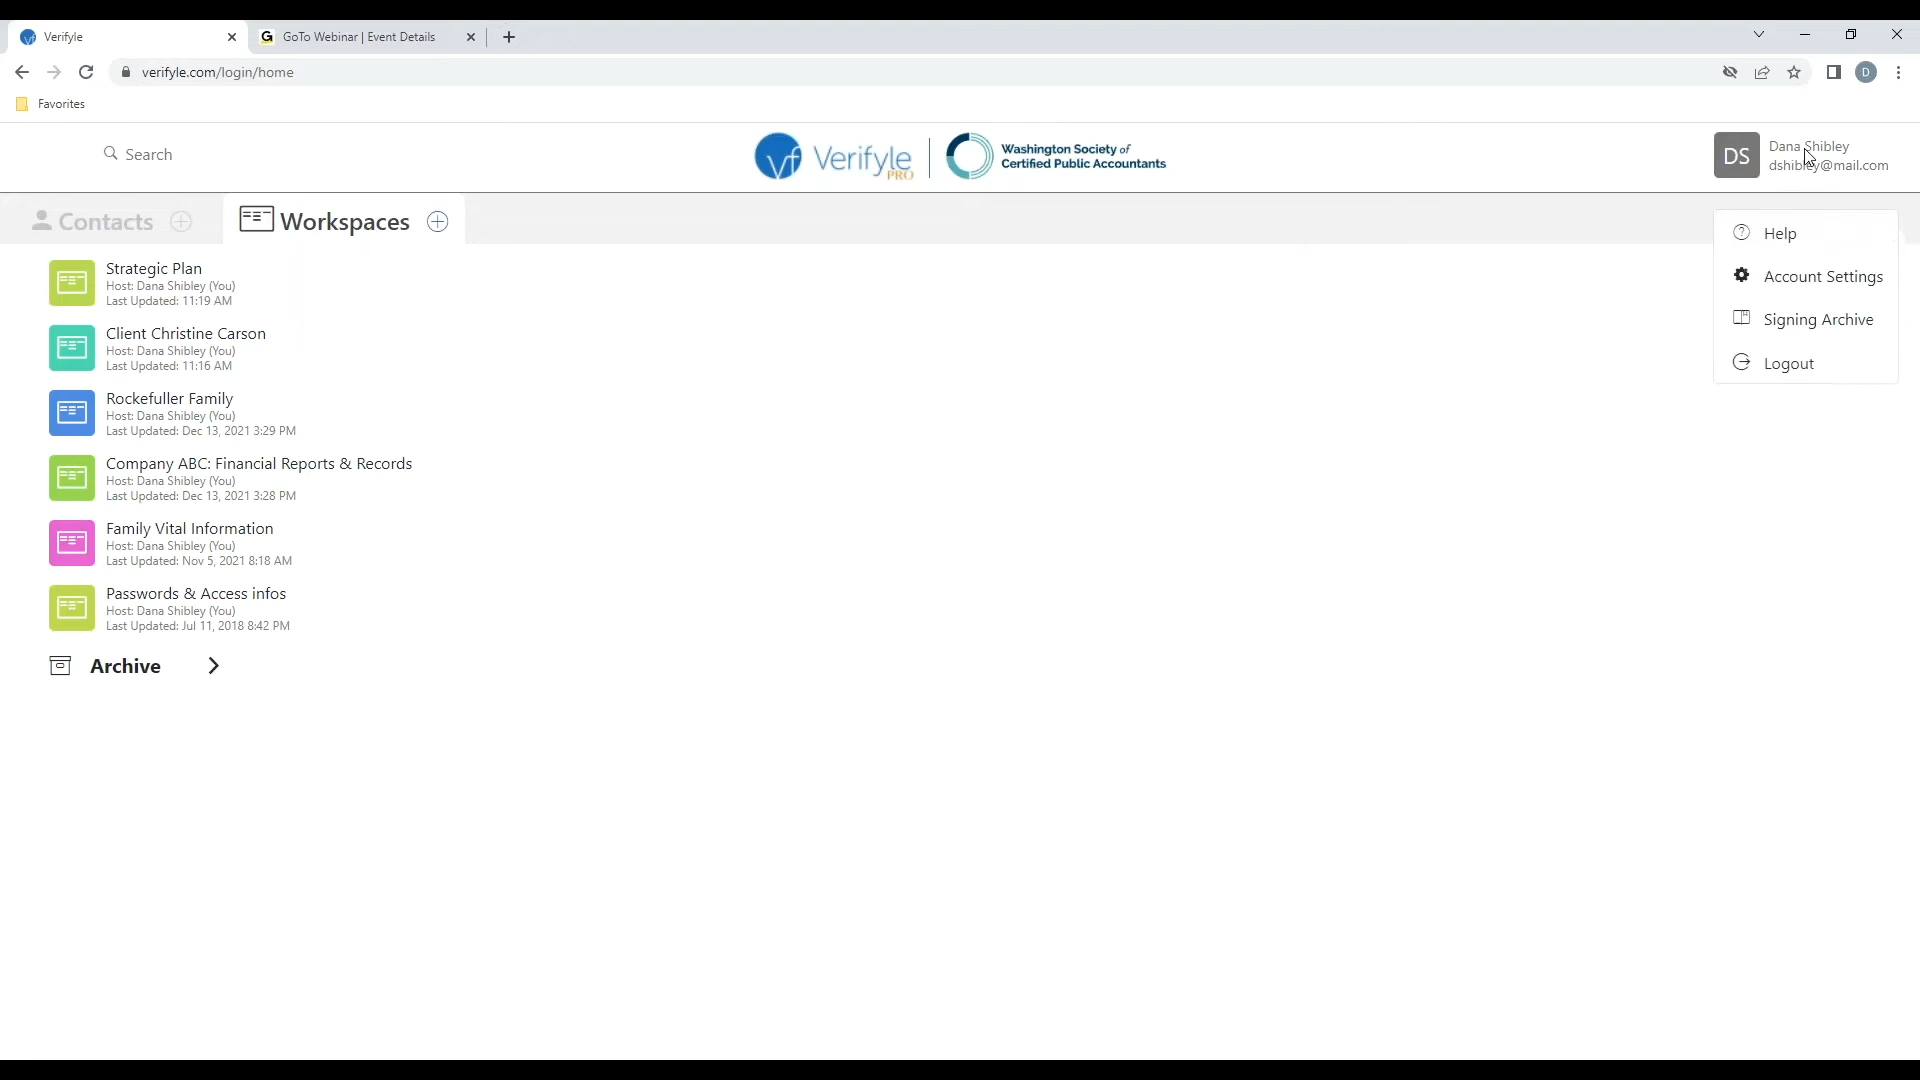 Verifyle
GoTo Webinar | Event Details
verifyle.com/login/home
D
Favorites
Search
vf Verifyle PRO
Washington Society of
Certified Public Accountants
DS
Dana Shibley
dshibley@mail.com
Contacts
Workspaces
Help
Account Settings
Signing Archive
Logout
Strategic Plan
Host: Dana Shibley (You)
Last Updated: 11:19 AM
Client Christine Carson
Host: Dana Shibley (You)
Last Updated: 11:16 AM
Rockefuller Family
Host: Dana Shibley (You)
Last Updated: Dec 13, 2021 3:29 PM
Company ABC: Financial Reports & Records
Host: Dana Shibley (You)
Last Updated: Dec 13, 2021 3:28 PM
Family Vital Information
Host: Dana Shibley (You)
Last Updated: Nov 5, 2021 8:18 AM
Passwords & Access infos
Host: Dana Shibley (You)
Last Updated: Jul 11, 2018 8:42 PM
Archive